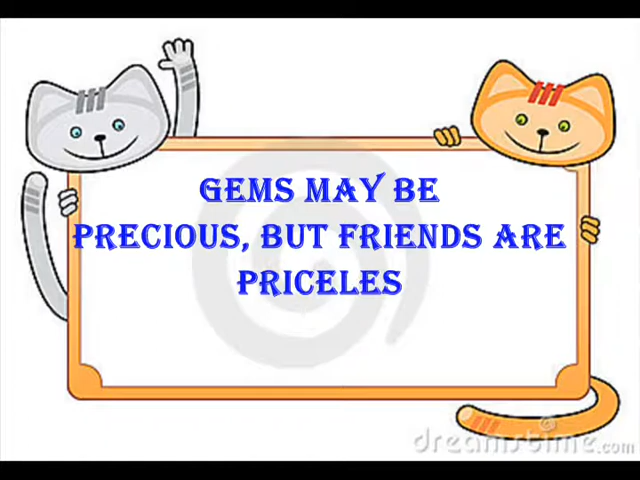 GEMS MAY BE
PRECIOUS, BUT FRIENDS ARE
PRICELES
dreamstime.com